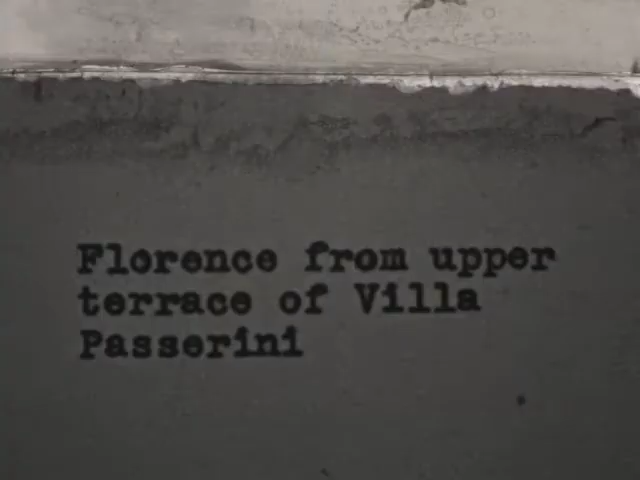 Florence from upper
terrace of Villa
Passerini